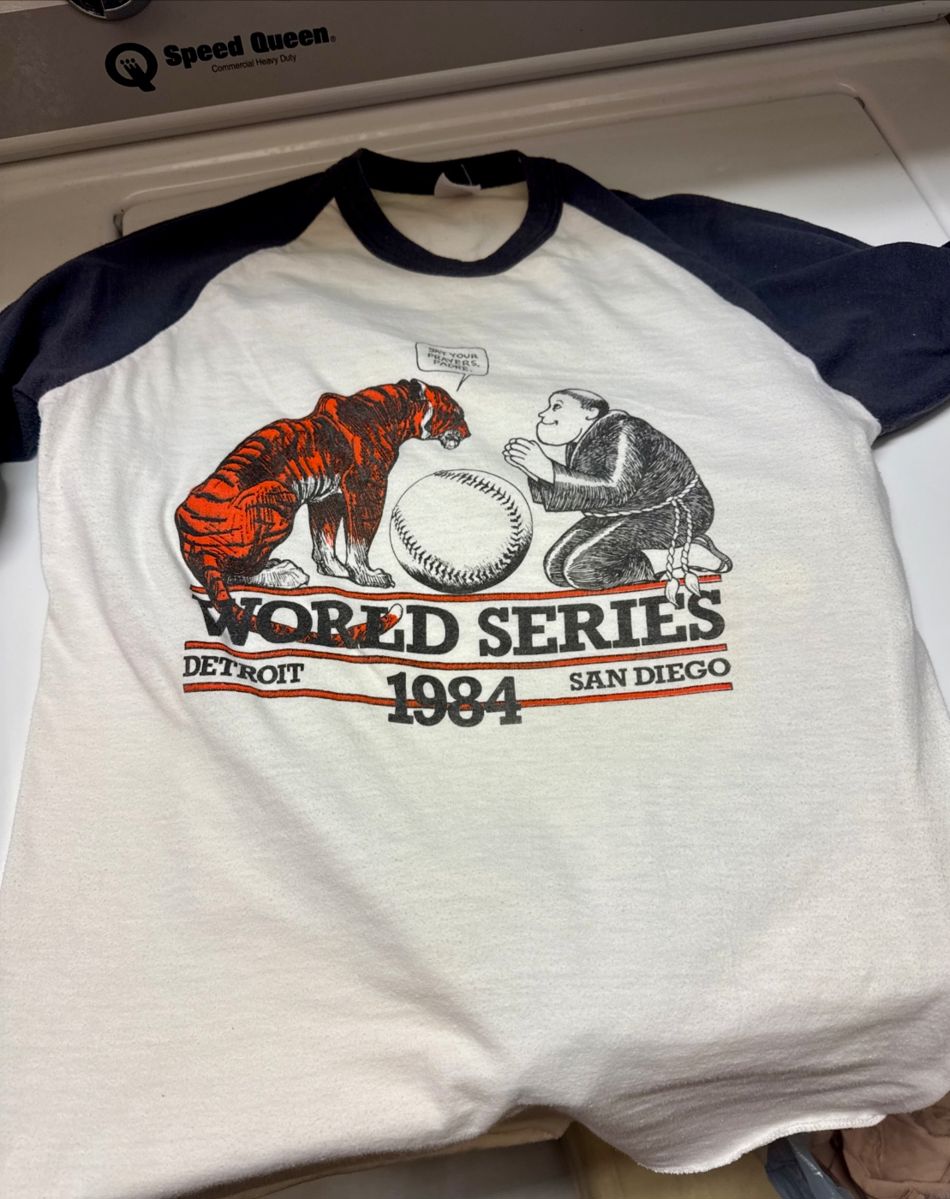 Speed Queen®
Commercial Heavy Duty
SAY YOUR
PRAYERS,
PADRE.
WORLD SERIES
DETROIT
SAN DIEGO
1984